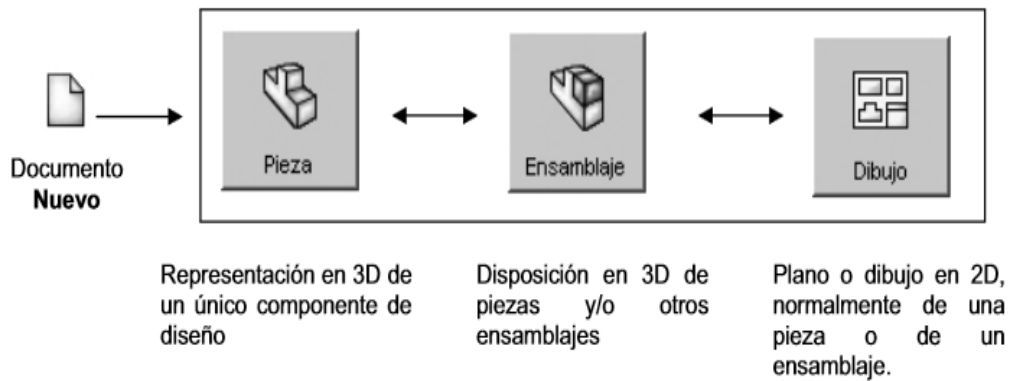 Documento
Nuevo
Pieza
Ensamblaje
Dibujo
Representación en 3D de
un único componente de
diseño
Disposición en 3D de
piezas y/o otros
ensamblajes
Plano o dibujo en 2D,
normalmente de una
pieza o de un
ensamblaje.